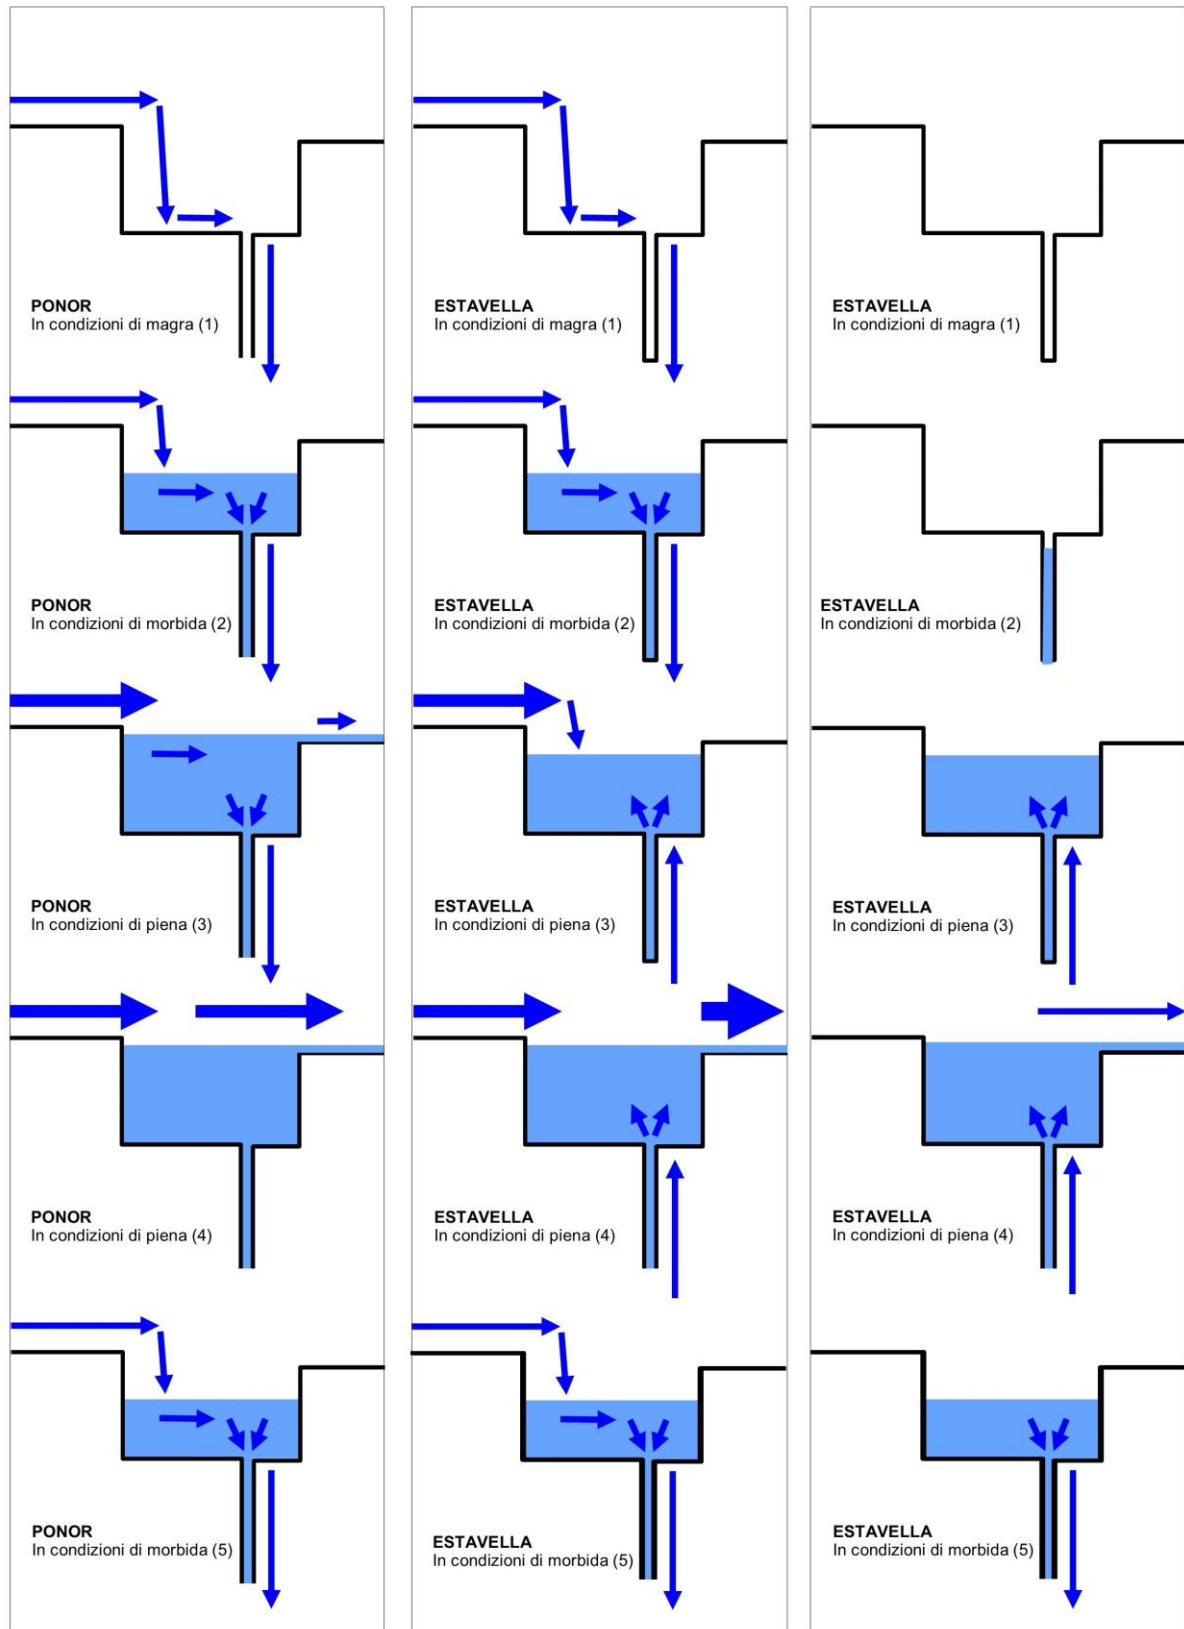 PONOR
In condizioni di magra (1)
ESTAVELLA
In condizioni di magra (1)
ESTAVELLA
In condizioni di magra (1)
PONOR
In condizioni di morbida (2)
ESTAVELLA
In condizioni di morbida (2)
ESTAVELLA
In condizioni di morbida (2)
PONOR
In condizioni di piena (3)
ESTAVELLA
In condizioni di piena (3)
ESTAVELLA
In condizioni di piena (3)
PONOR
In condizioni di piena (4)
ESTAVELLA
In condizioni di piena (4)
ESTAVELLA
In condizioni di piena (4)
PONOR
In condizioni di morbida (5)
ESTAVELLA
In condizioni di morbida (5)
ESTAVELLA
In condizioni di morbida (5)